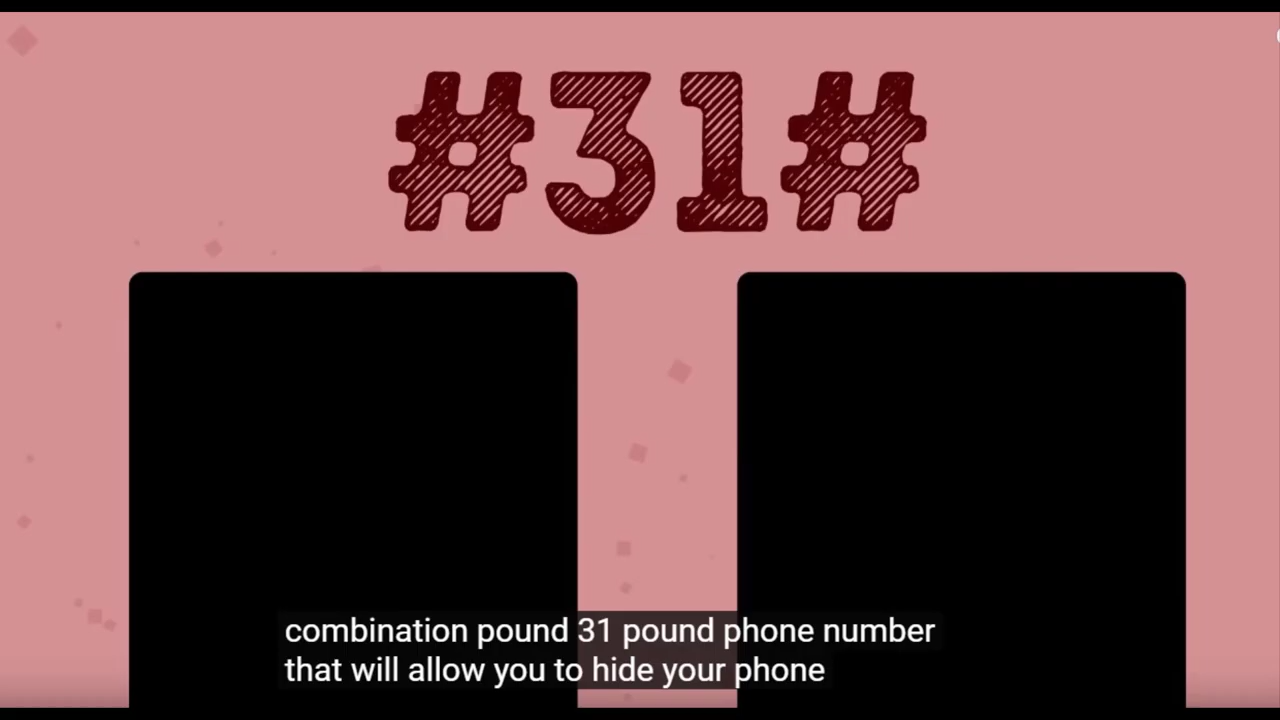 #31#
combination pound 31 pound phone number
that will allow you to hide your phone